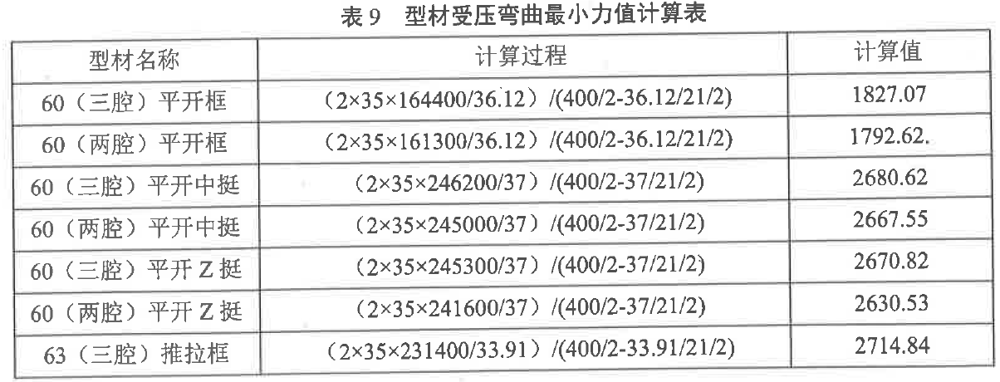 表 9 型材受压弯曲最小力值计算表
型材名称 计算过程 计算值
60（三腔）平开框 （2×35×164400/36.12）/(400/2-36.12/21/2) 1827.07
60（两腔）平开框 （2×35×161300/36.12）/(400/2-36.12/21/2) 1792.62.
60（三腔）平开中挺 （2×35×246200/37）/(400/2-37/21/2) 2680.62
60（两腔）平开中挺 （2×35×245000/37）/(400/2-37/21/2) 2667.55
60（三腔）平开 Z 挺 （2×35×245300/37）/(400/2-37/21/2) 2670.82
60（两腔）平开 Z 挺 （2×35×241600/37）/(400/2-37/21/2) 2630.53
63（三腔）推拉框 （2×35×231400/33.91）/(400/2-33.91/21/2) 2714.84